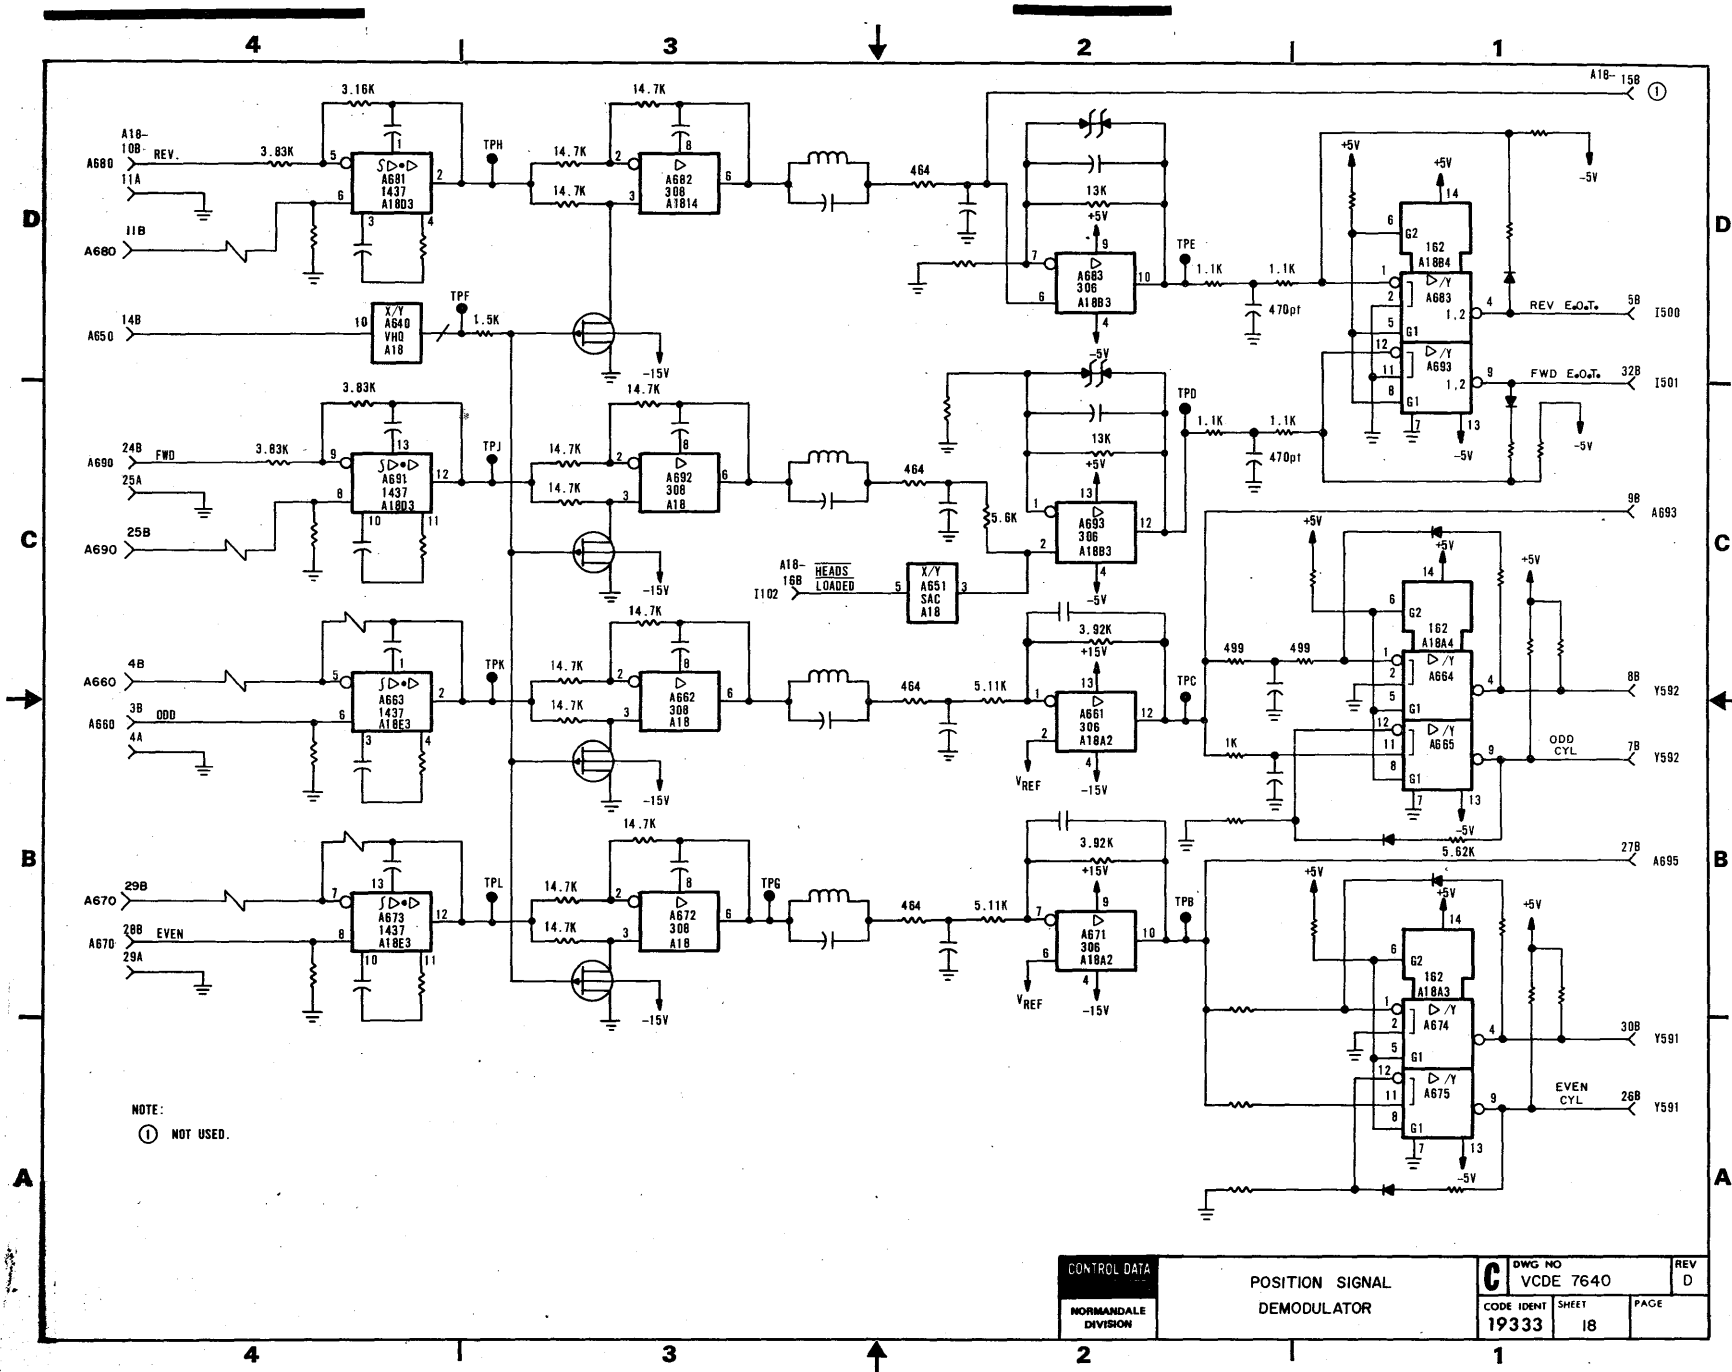 4 3 2 1
A18- 15B ①
3.16K 14.7K
A18-
10B
A680 REV. 3.83K 5 1 2 TPH 14.7K 2 8 6 464
11A
A681
1437
A18D3
6 3 4
14.7K 3
A682
308
A1814
D
11B
A680
13K
+5V
9
7 A683 10 TPE 1.1K 1.1K
306
6 A18B3
4
-5V
470pf
+5V +5V
14
-5V
6 G2 162
A18B4
1 ▷/Y
2 A683 4 REV E.O.T. 5B I500
1,2
5 G1
12 ▷/Y
11 A693 9 FWD E.O.T. 32B I501
1,2
8 G1
7 13
-5V -5V
D
14B
A650 10 X/Y
A640
VHQ
A18
TPF 1.5K
-15V
3.83K 14.7K
24B
A690 FWD 3.83K 9 13 12 TPJ 14.7K 2 8 6 464
25A
A691
1437
A18D3
8 10 11
14.7K 3
A692
308
A18
25B
A690
-15V
C
13K
+5V
13
1 A693 12 TPD 1.1K 1.1K
306
2 A18B3
4
-5V
5.6K
470pf
A18-
16B HEADS
LOADED
I102 5 X/Y 3
A651
SAC
A18
9B A693
C
14.7K
4B
A660 5 1 2 TPK 14.7K 2 8 6 464 5.11K
3B
A660 ODD 6
4A
A663
1437
A18E3
3 4
14.7K 3
A662
308
A18
-15V
3.92K
+15V
13
1 A661 12 TPC
306
2 A18A2
4
-15V
VREF
499 499
1K
+5V +5V +5V
14
6 G2 162
A18A4
1 ▷/Y
2 A664 4 8B Y592
5 G1
12 ▷/Y
11 A665 9 ODD
CYL 7B Y592
8 G1
7 13
-5V
5.62K
27B A695
B
14.7K
29B
A670 7 13 12 TPL 14.7K 2 8 6 TPG 464 5.11K
28B
A670 EVEN 8
29A
A673
1437
A18E3
10 11
14.7K 3
A672
308
A18
-15V
3.92K
+15V
9
7 A671 10 TPB
306
6 A18A2
4
-15V
VREF
B
+5V +5V +5V
14
6 G2 162
A18A3
1 ▷/Y
2 A674 4 30B Y591
5 G1
12 ▷/Y
11 A675 9 EVEN
CYL 26B Y591
8 G1
7 13
-5V
NOTE:
① NOT USED.
A A
CONTROL DATA
NORMANDALE
DIVISION
POSITION SIGNAL
DEMODULATOR
C DWG NO
VCDE 7640
REV
D
CODE IDENT
19333
SHEET
18
PAGE
4 3 2 1